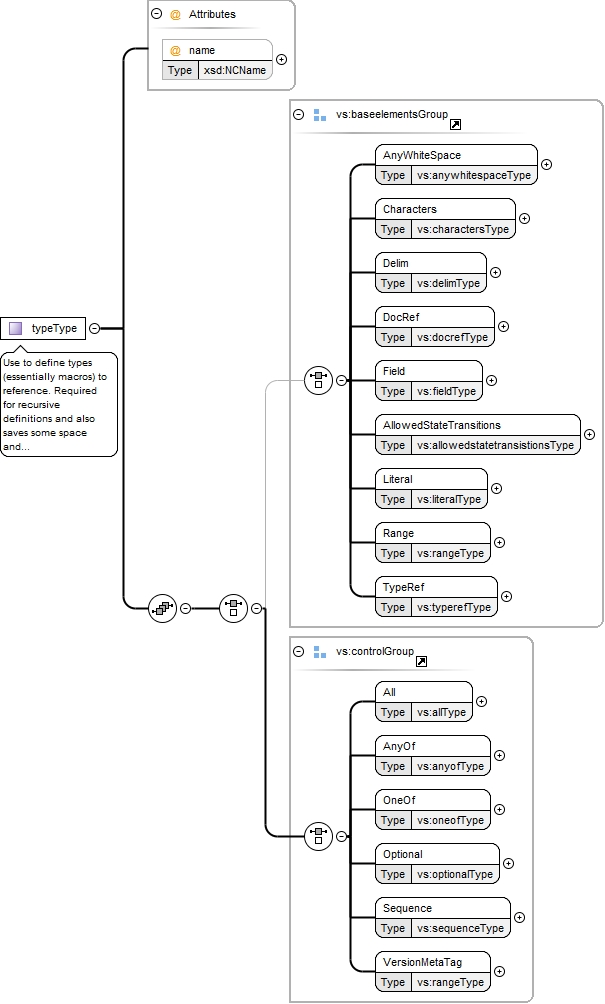 @ Attributes
@ name
Type xsd:NCName
vs:baseelementsGroup
AnyWhiteSpace
Type vs:anywhitespaceType
Characters
Type vs:charactersType
Delim
Type vs:delimType
DocRef
Type vs:docrefType
Field
Type vs:fieldType
AllowedStateTransitions
Type vs:allowedstatetransistionsType
Literal
Type vs:literalType
Range
Type vs:rangeType
TypeRef
Type vs:typerefType
typeType
Use to define types
(essentially macros) to
reference. Required
for recursive
definitions and also
saves some space
and...
vs:controlGroup
All
Type vs:allType
AnyOf
Type vs:anyofType
OneOf
Type vs:oneofType
Optional
Type vs:optionalType
Sequence
Type vs:sequenceType
VersionMetaTag
Type vs:rangeType